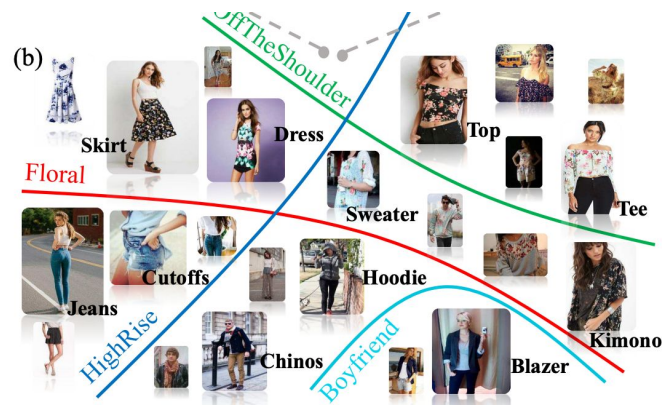 (b)
OffTheShoulder
Skirt
Dress
Top
Floral
Sweater
Tee
Jeans
Cutoffs
Hoodie
HighRise
Chinos
Boyfriend
Blazer
Kimono